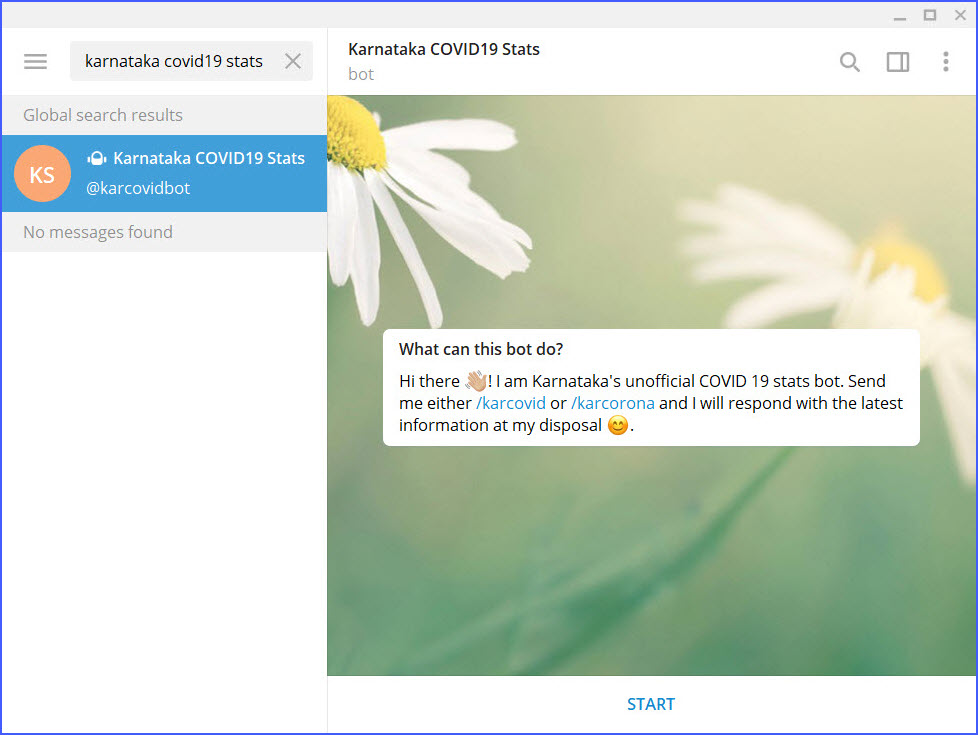 karnataka covid19 stats
Global search results
KS
Karnataka COVID19 Stats
@karcovidbot
No messages found
Karnataka COVID19 Stats
bot
What can this bot do?
Hi there 👋🏼! I am Karnataka's unofficial COVID 19 stats bot. Send
me either /karcovid or /karcorona and I will respond with the latest
information at my disposal 😊.
START